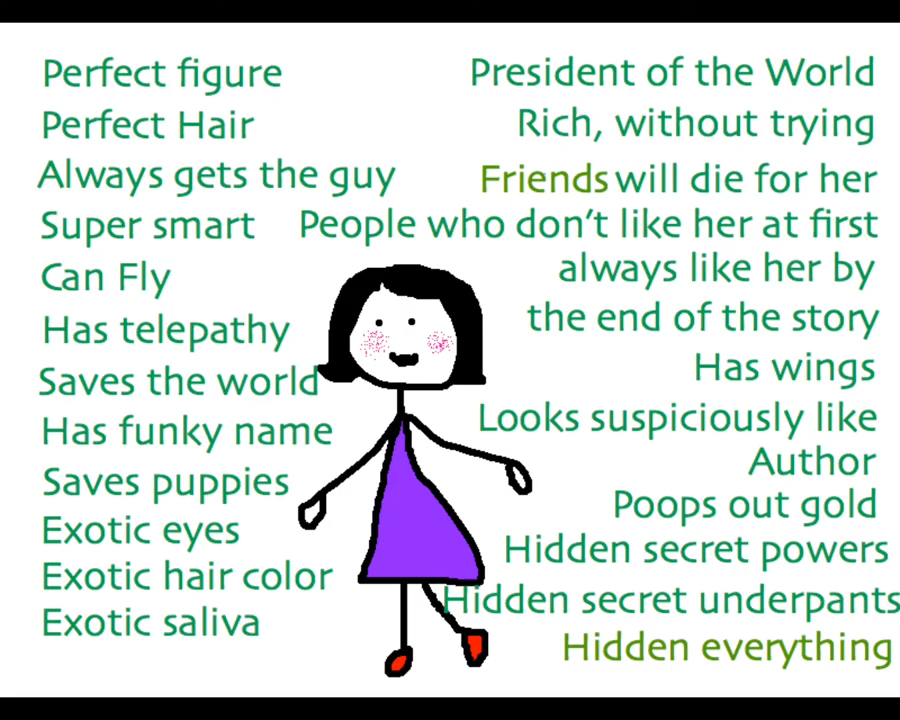 Perfect figure
Perfect Hair
Always gets the guy
Super smart
Can Fly
Has telepathy
Saves the world
Has funky name
Saves puppies
Exotic eyes
Exotic hair color
Exotic saliva
President of the World
Rich, without trying
Friends will die for her
People who don't like her at first
always like her by
the end of the story
Has wings
Looks suspiciously like
Author
Poops out gold
Hidden secret powers
Hidden secret underpants
Hidden everything